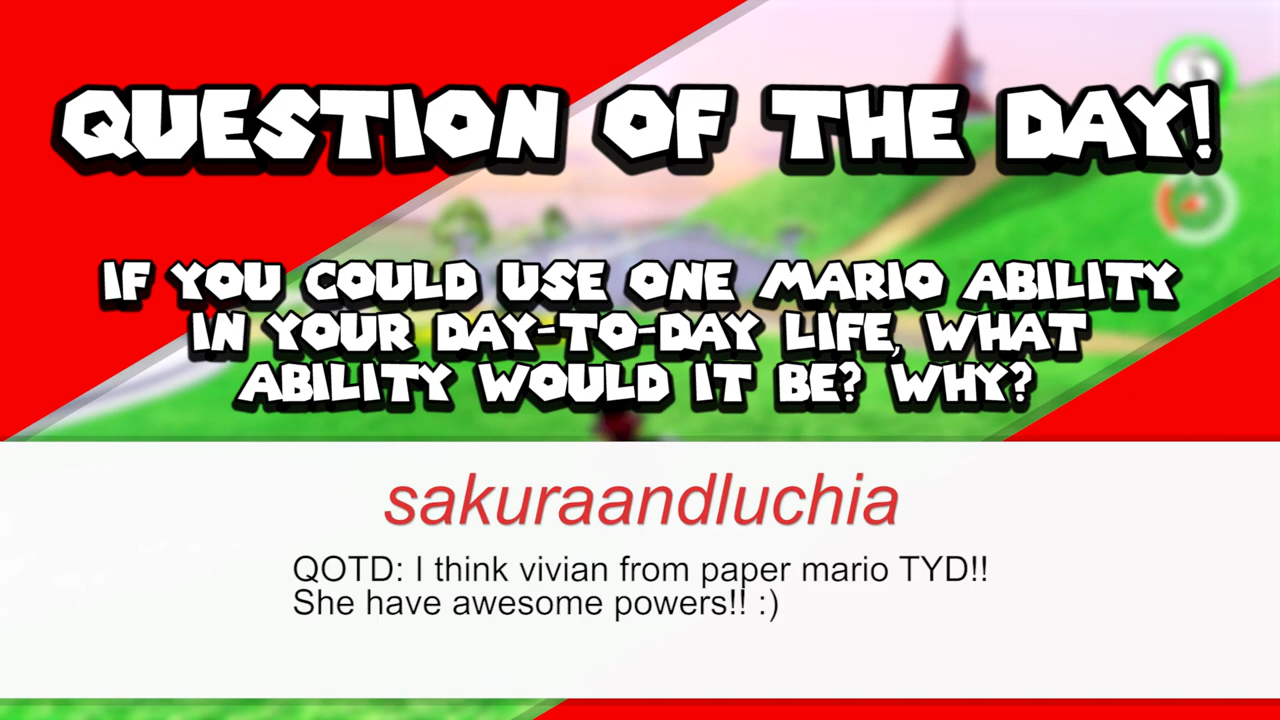 QUESTION OF THE DAY!
IF YOU COULD USE ONE MARIO ABILITY
IN YOUR DAY-TO-DAY LIFE, WHAT
ABILITY WOULD IT BE? WHY?
sakuraandluchia
QOTD: I think vivian from paper mario TYD!!
She have awesome powers!! :)